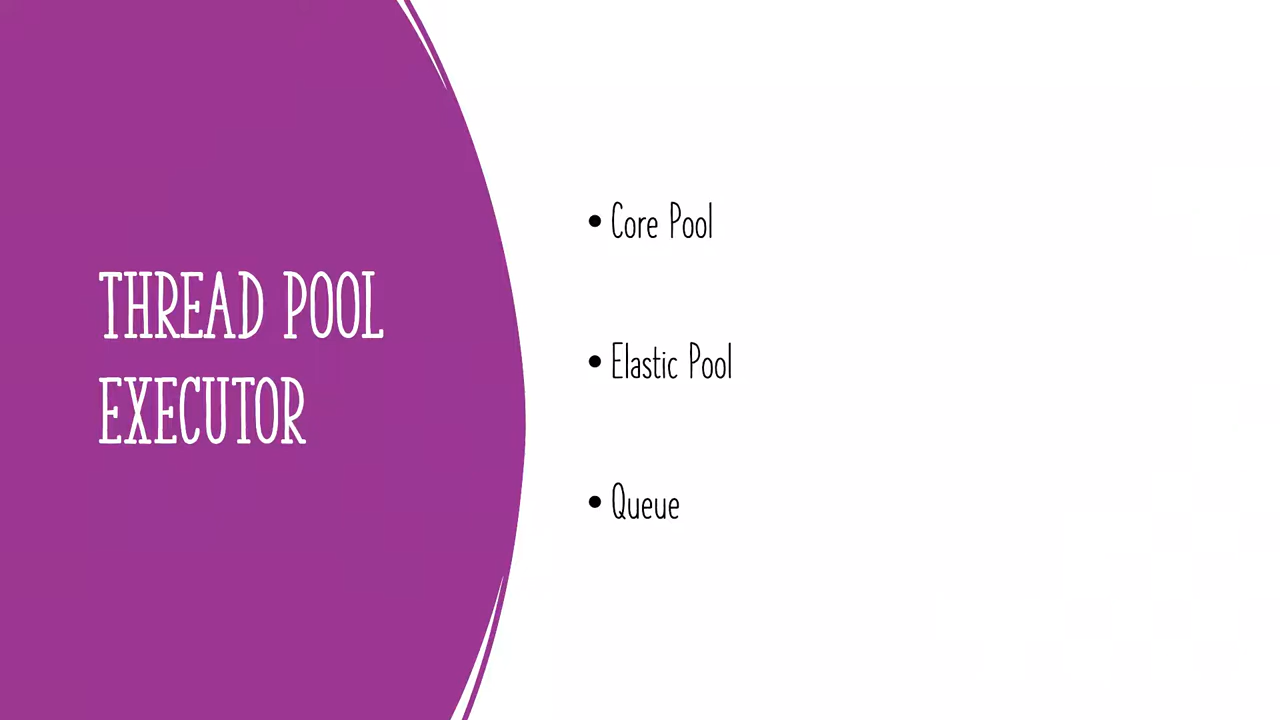 THREAD POOL
EXECUTOR
• Core Pool
• Elastic Pool
• Queue